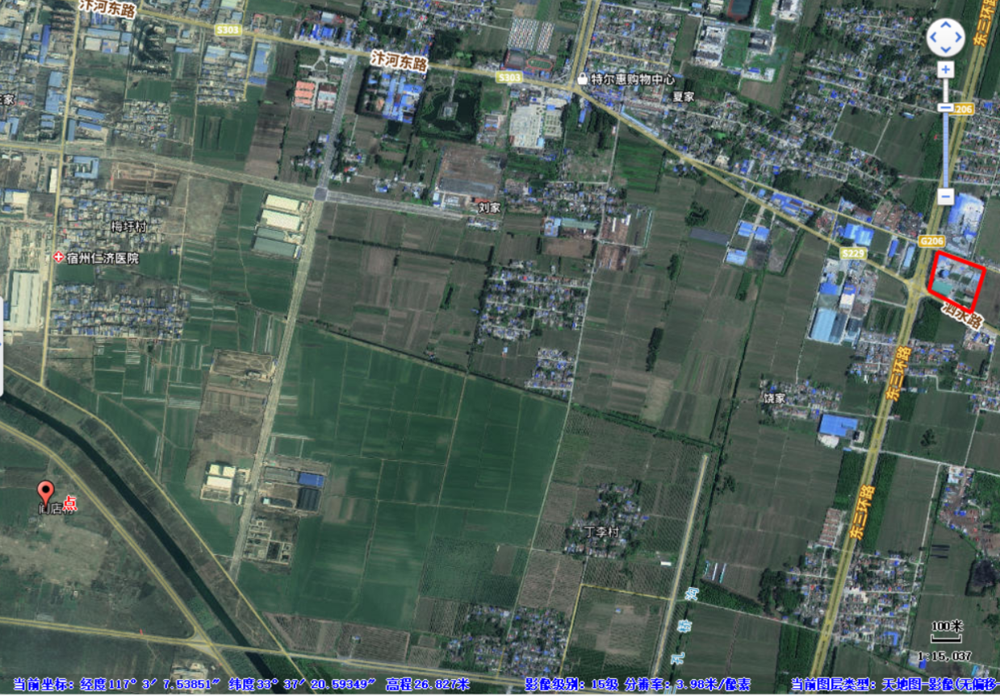 汴河东路
S303
汴河东路
S303
特尔惠购物中心
夏家
东三环路
206
刘家
梅圩村
宿州仁济医院
G206
S229
泗水路
东三环路
饶家
点
丁李村
东三环路
沟
100米
1:15,037
当前坐标: 经度117° 3′ 7.53851″ 纬度33° 37′ 20.59349″ 高程26.827米
影像级别: 15级 分辨率: 3.98米/像素
当前图层类型: 天地图-影像(无偏移-